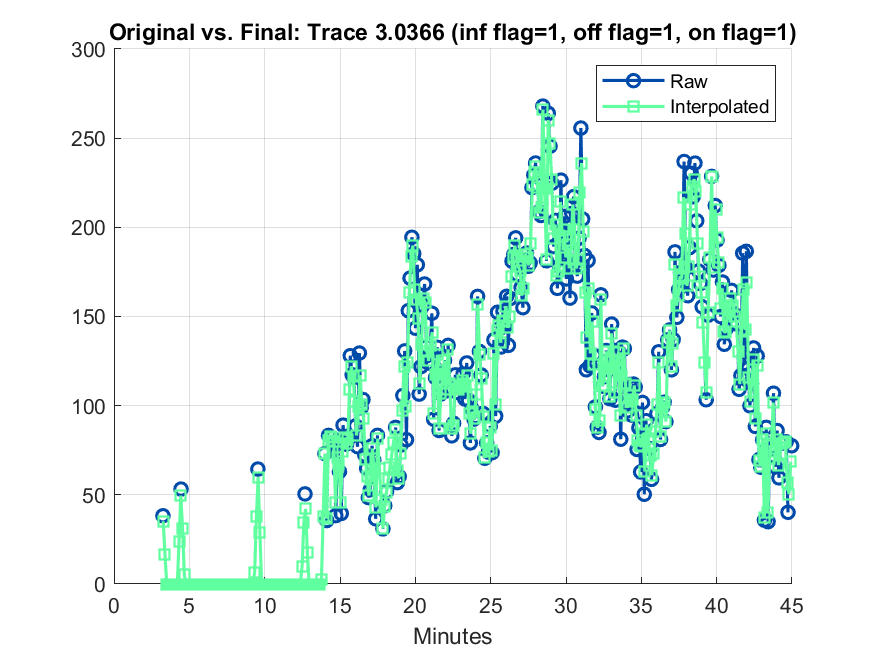 Original vs. Final: Trace 3.0366 (inf flag=1, off flag=1, on flag=1)
300
250
200
150
100
50
0
Raw
Interpolated
0 5 10 15 20 25 30 35 40 45
Minutes